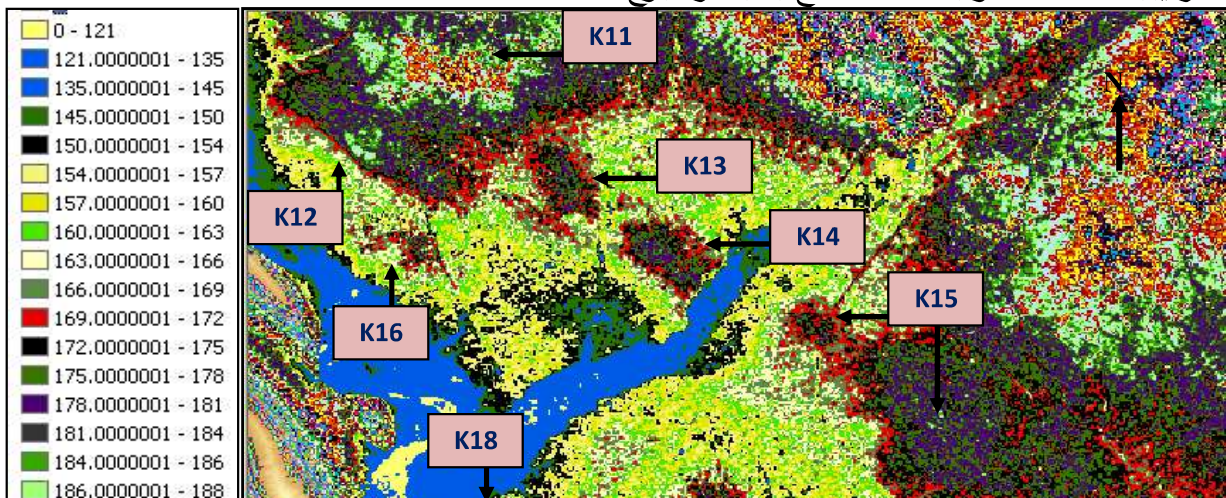 0 - 121
121.0000001 - 135
135.0000001 - 145
145.0000001 - 150
150.0000001 - 154
154.0000001 - 157
157.0000001 - 160
160.0000001 - 163
163.0000001 - 166
166.0000001 - 169
169.0000001 - 172
172.0000001 - 175
175.0000001 - 178
178.0000001 - 181
181.0000001 - 184
184.0000001 - 186
186.0000001 - 188
K11
K13
K12
K14
K15
K16
K18